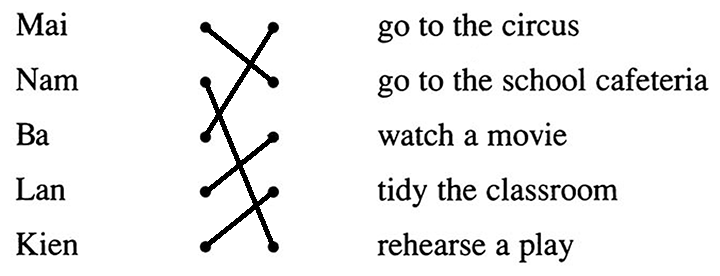 Mai go to the circus
Nam go to the school cafeteria
Ba watch a movie
Lan tidy the classroom
Kien rehearse a play